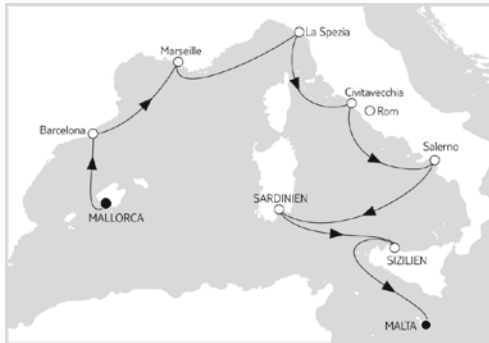 La Spezia
Marseille
Civitavecchia
Rom
Barcelona
Salerno
SARDINIEN
MALLORCA
SIZILIEN
MALTA